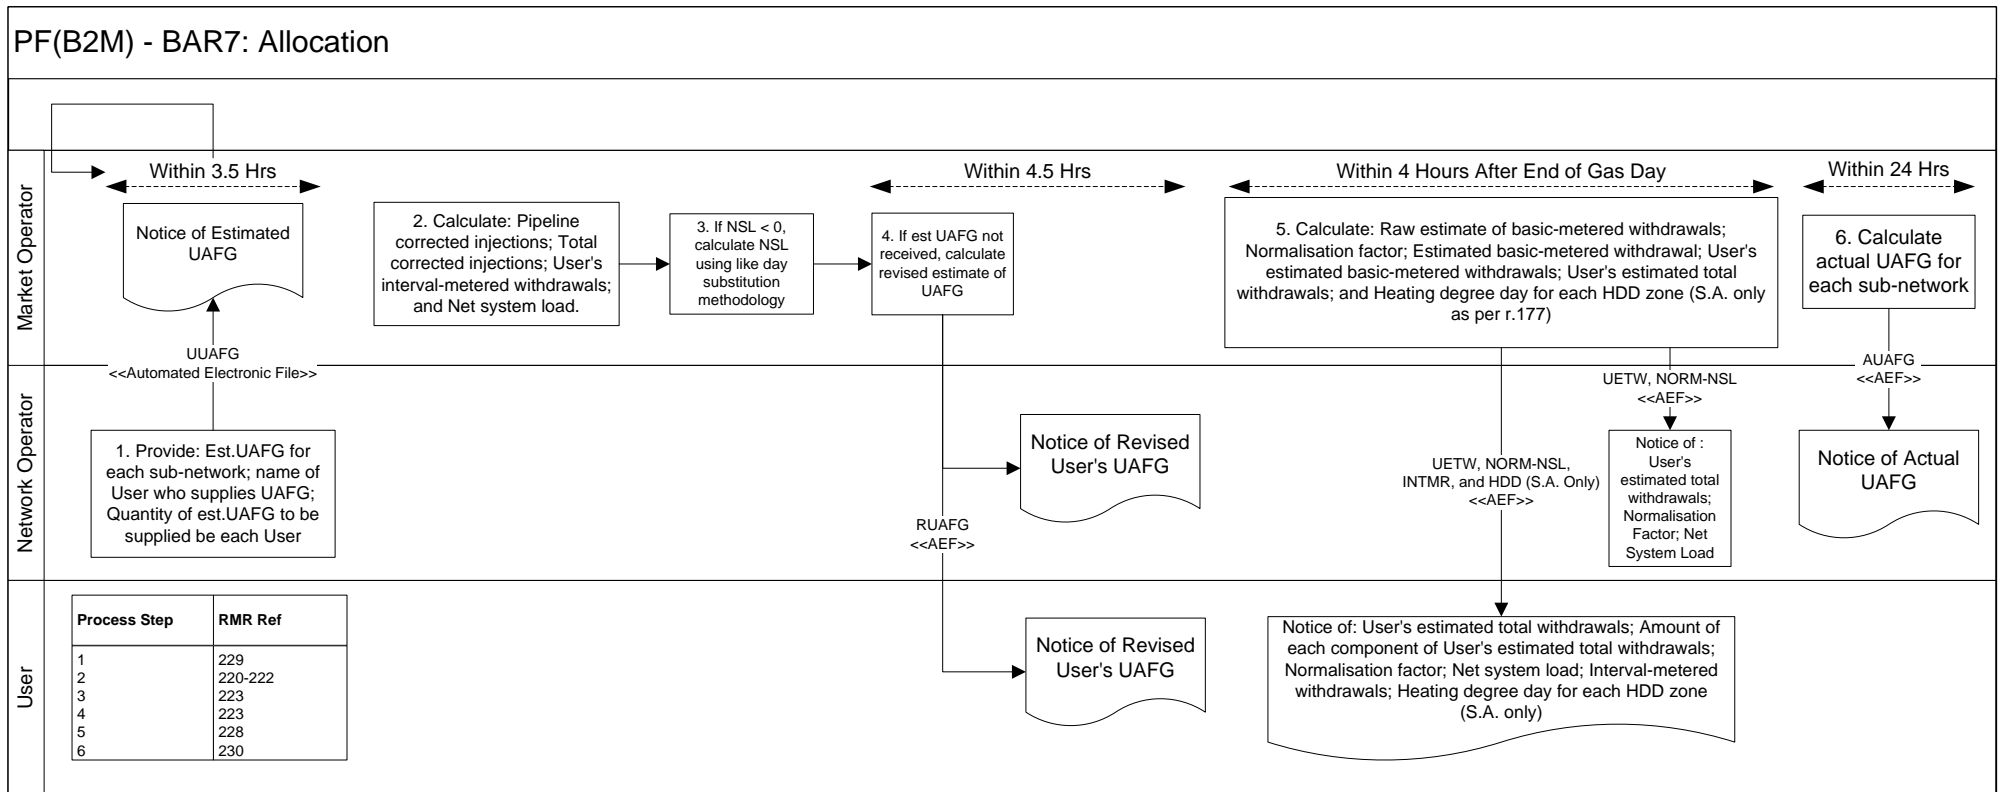 PF(B2M) - BAR7: Allocation
Market Operator
Within 3.5 Hrs
Notice of Estimated
UAFG
UUAFG
<<Automated Electronic File>>
2. Calculate: Pipeline
corrected injections; Total
corrected injections; User's
interval-metered withdrawals;
and Net system load.
3. If NSL < 0,
calculate NSL
using like day
substitution
methodology
Within 4.5 Hrs
4. If est UAFG not
received, calculate
revised estimate of
UAFG
Within 4 Hours After End of Gas Day
5. Calculate: Raw estimate of basic-metered withdrawals;
Normalisation factor; Estimated basic-metered withdrawal; User's
estimated basic-metered withdrawals; User's estimated total
withdrawals; and Heating degree day for each HDD zone (S.A. only
as per r.177)
Within 24 Hrs
6. Calculate
actual UAFG for
each sub-network
AUAFG
<<AEF>>
Network Operator
1. Provide: Est.UAFG for
each sub-network; name of
User who supplies UAFG;
Quantity of est.UAFG to be
supplied be each User
Notice of Revised
User's UAFG
RUAFG
<<AEF>>
UETW, NORM-NSL,
INTMR, and HDD (S.A. Only)
<<AEF>>
UETW, NORM-NSL
<<AEF>>
Notice of :
User's
estimated total
withdrawals;
Normalisation
Factor; Net
System Load
Notice of Actual
UAFG
User
Process Step RMR Ref
1 229
2 220-222
3 223
4 223
5 228
6 230
Notice of Revised
User's UAFG
Notice of: User's estimated total withdrawals; Amount of
each component of User's estimated total withdrawals;
Normalisation factor; Net system load; Interval-metered
withdrawals; Heating degree day for each HDD zone
(S.A. only)